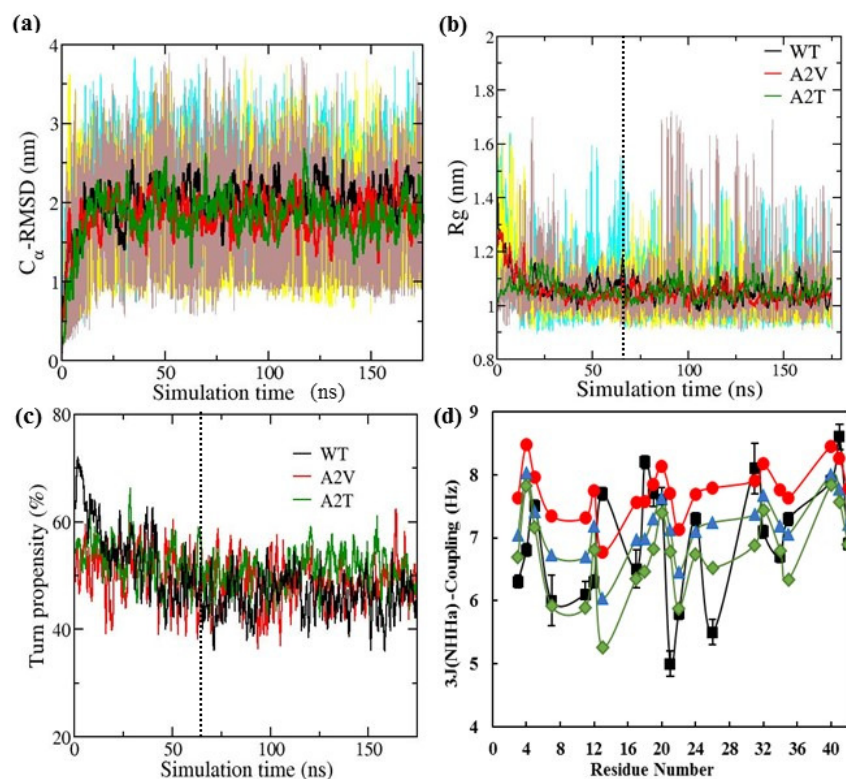 (a)
4
3
2
1
0
Cα-RMSD (nm)
0 50 100 150
Simulation time (ns)
(b)
2
1.8
1.6
1.4
1.2
1
0.8
Rg (nm)
WT
A2V
A2T
0 50 100 150
Simulation time (ns)
(c)
80
60
40
20
Turn propensity (%)
WT
A2V
A2T
0 50 100 150
Simulation time (ns)
(d)
9
8
7
6
5
4
3J(NHHa) -Coupling (Hz)
0 4 8 12 16 20 24 28 32 36 40
Residue Number